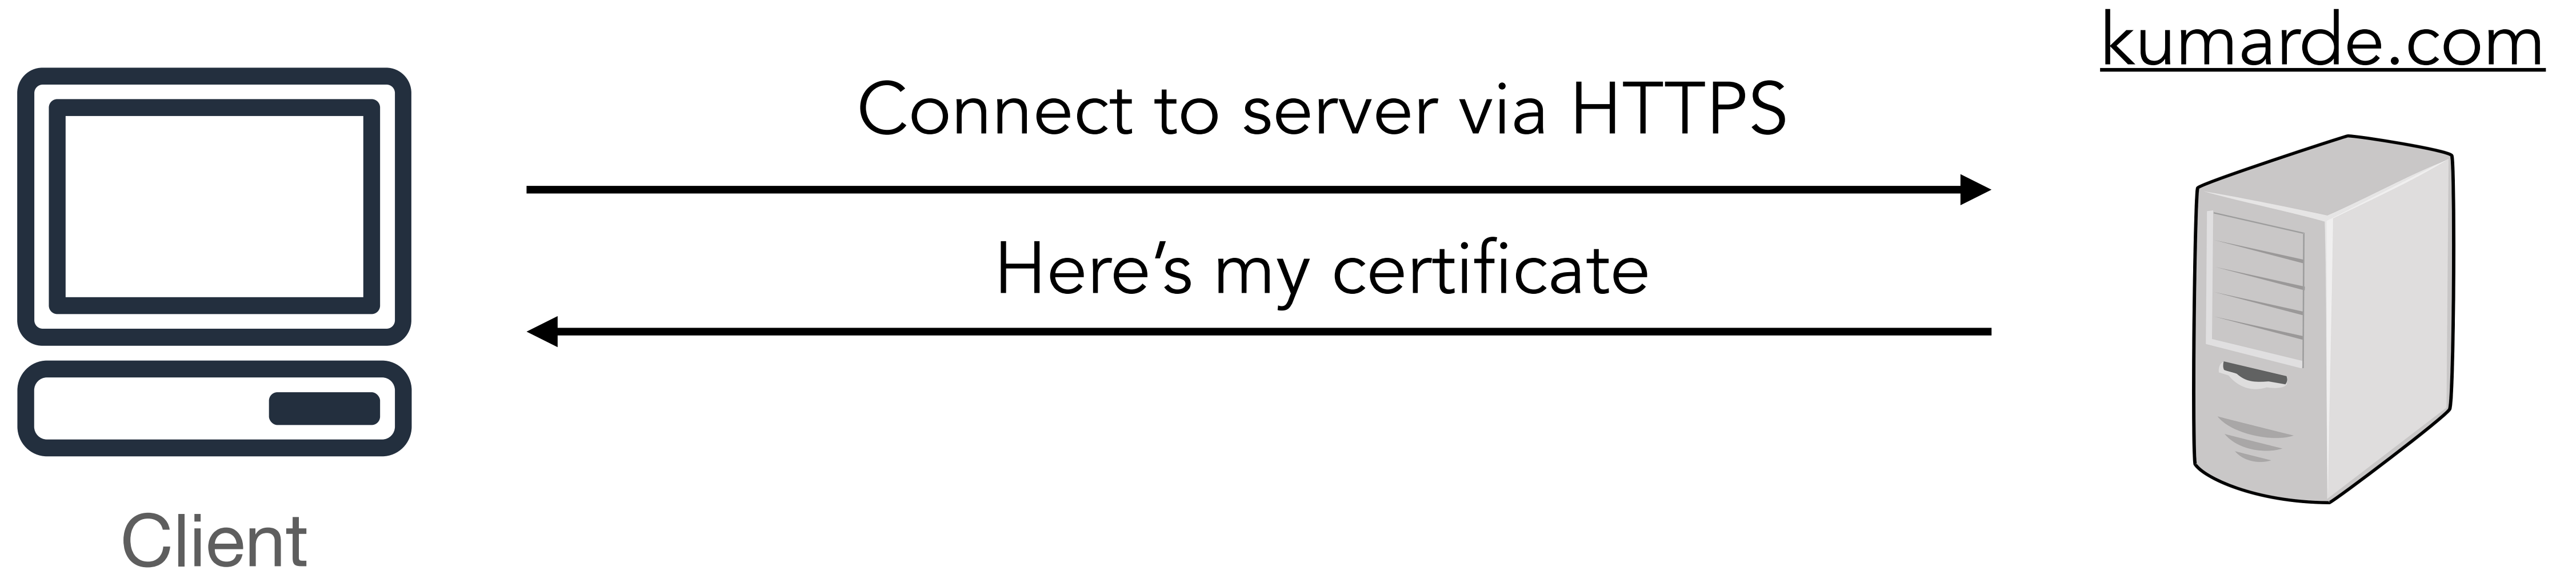 kumarde.com
Connect to server via HTTPS
Here’s my certificate
Client